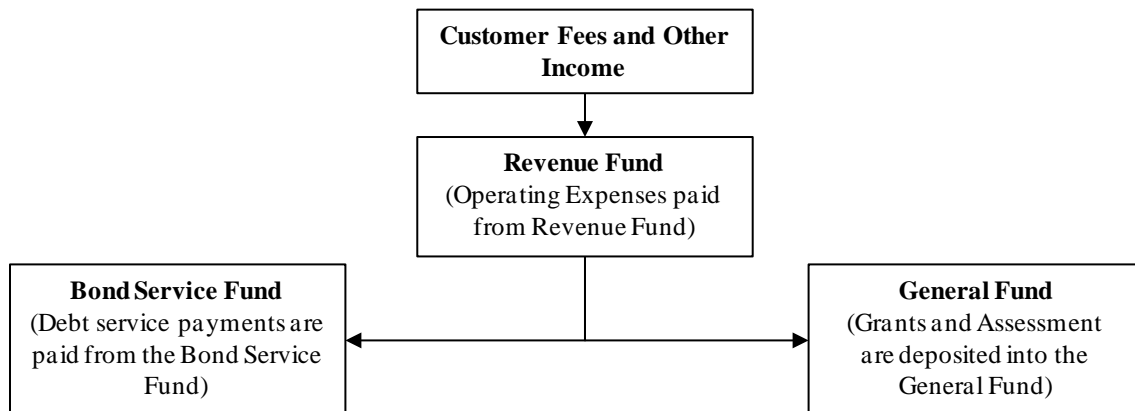 Customer Fees and Other
Income
Revenue Fund
(Operating Expenses paid
from Revenue Fund)
Bond Service Fund
(Debt service payments are
paid from the Bond Service
Fund)
General Fund
(Grants and Assessment
are deposited into the
General Fund)